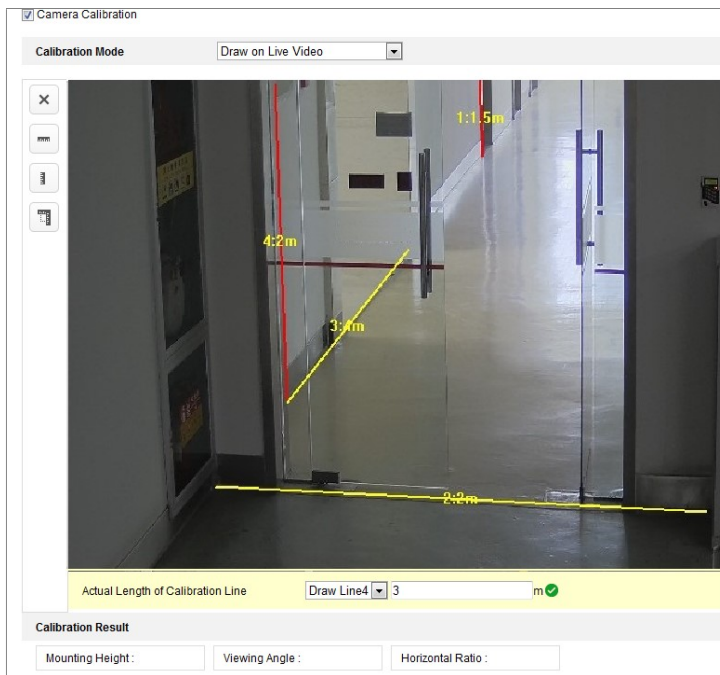 Camera Calibration
Calibration Mode
Draw on Live Video
1:1.5m
4:2m
3:4m
2:2m
Actual Length of Calibration Line
Draw Line4
3
m
Calibration Result
Mounting Height :
Viewing Angle :
Horizontal Ratio :